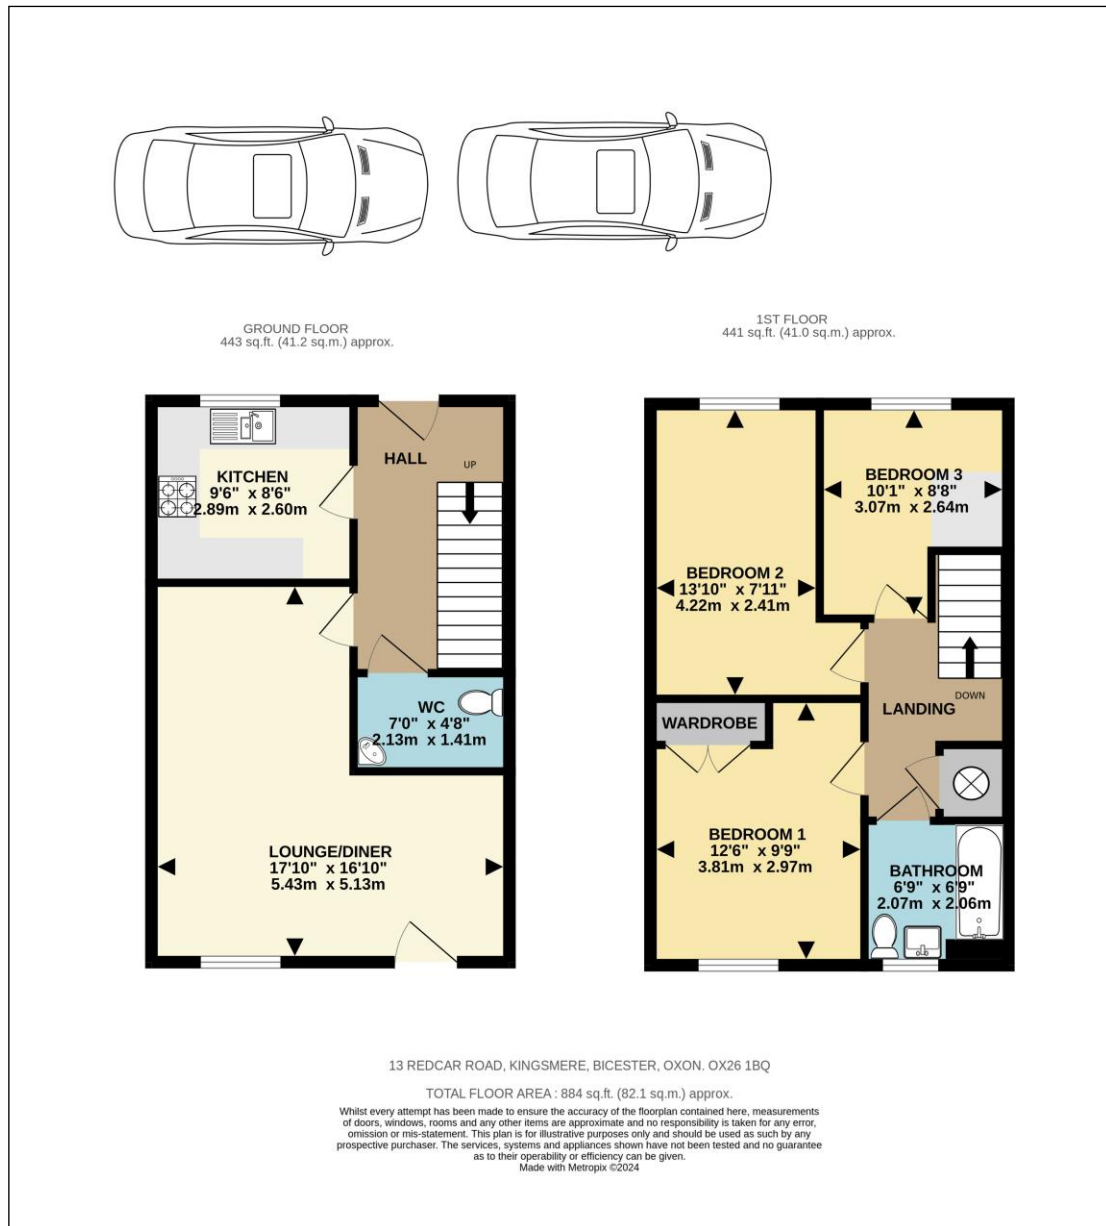 GROUND FLOOR
443 sq.ft. (41.2 sq.m.) approx.
1ST FLOOR
441 sq.ft. (41.0 sq.m.) approx.
KITCHEN
9'6" x 8'6"
2.89m x 2.60m
HALL
UP
WC
7'0" x 4'8"
2.13m x 1.41m
LOUNGE/DINER
17'10" x 16'10"
5.43m x 5.13m
BEDROOM 3
10'1" x 8'8"
3.07m x 2.64m
BEDROOM 2
13'10" x 7'11"
4.22m x 2.41m
DOWN
LANDING
WARDROBE
BEDROOM 1
12'6" x 9'9"
3.81m x 2.97m
BATHROOM
6'9" x 6'9"
2.07m x 2.06m
13 REDCAR ROAD, KINGSMERE, BICESTER, OXON. OX26 1BQ
TOTAL FLOOR AREA : 884 sq.ft. (82.1 sq.m.) approx.
Whilst every attempt has been made to ensure the accuracy of the floorplan contained here, measurements
of doors, windows, rooms and any other items are approximate and no responsibility is taken for any error,
omission or mis-statement. This plan is for illustrative purposes only and should be used as such by any
prospective purchaser. The services, systems and appliances shown have not been tested and no guarantee
as to their operability or efficiency can be given.
Made with Metropix ©2024